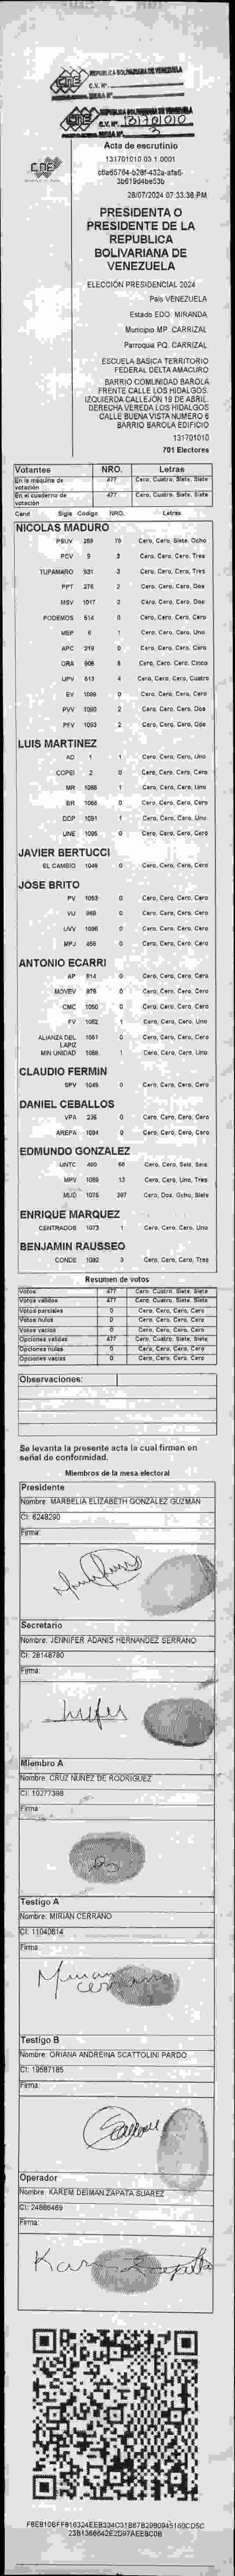 CNE
REPUBLICA BOLIVARIANA DE VENEZUELA
C.V. Nº
MESA Nº
CNE
REPUBLICA BOLIVARIANA DE VENEZUELA
C.V. Nº 131701010
MESA Nº 3
CNE
Acta de escrutinio
131701010.03.1.0001
28/07/2024 07:33:36 PM
PRESIDENTA O
PRESIDENTE DE LA
REPUBLICA
BOLIVARIANA DE
VENEZUELA
ELECCIÓN PRESIDENCIAL 2024
País VENEZUELA
Estado EDO. MIRANDA
Municipio MP. CARRIZAL
Parroquia PQ. CARRIZAL
ESCUELA BASICA TERRITORIO
FEDERAL DELTA AMACURO
BARRIO COMUNIDAD BAROLA
FRENTE CALLE LOS HIDALGOS.
IZQUIERDA CALLEJÓN 19 DE ABRIL.
DERECHA VEREDA LOS HIDALGOS
CALLE BUENA VISTA NUMERO 6
BARRIO BAROLA EDIFICIO
131701010
701 Electores
Votantes NRO. Letras
En la máquina de votación 477 Cero, Cuatro, Siete, Siete
En el cuaderno de votación 477 Cero, Cuatro, Siete, Siete
Cand Sigla Código NRO. Letras
NICOLAS MADURO
PSUV 289 78 Cero, Cero, Siete, Ocho
PCV 9 3 Cero, Cero, Cero, Tres
TUPAMARO 931 3 Cero, Cero, Cero, Tres
PPT 276 2 Cero, Cero, Cero, Dos
MSV 1017 2 Cero, Cero, Cero, Dos
PODEMOS 514 0 Cero, Cero, Cero, Cero
MEP 6 1 Cero, Cero, Cero, Uno
APC 219 0 Cero, Cero, Cero, Cero
ORA 906 Cero, Cero, Cero, Cinco
UPV 613 4 Cero, Cero, Cero, Cuatro
EV 1089 0 Cero, Cero, Cero, Cero
PVV 1090 2 Cero, Cero, Cero, Dos
PFV 1093 2 Cero, Cero, Cero, Dos
LUIS MARTINEZ
AD 1 1 Cero, Cero, Cero, Uno
COPEI 2 0 Cero, Cero, Cero, Cero
MR 1 Cero, Cero, Cero, Uno
BR 0 Cero, Cero, Cero, Cero
DDP 1091 1 Cero, Cero, Cero, Uno
UNE 1095 0 Cero, Cero, Cero, Cero
JAVIER BERTUCCI
EL CAMBIO 1048 0 Cero, Cero, Cero, Cero
JOSE BRITO
PV 1053 0 Cero, Cero, Cero, Cero
VU 969 0 Cero, Cero, Cero, Cero
UVV 1096 0 Cero, Cero, Cero, Cero
MPJ 459 0 Cero, Cero, Cero, Cero
ANTONIO ECARRI
AP 914 0 Cero, Cero, Cero, Cero
MOVEV 978 0 Cero, Cero, Cero, Cero
CMC 1050 0 Cero, Cero, Cero, Cero
FV 1062 1 Cero, Cero, Cero, Uno
ALIANZA DEL LAPIZ 1051 0 Cero, Cero, Cero, Cero
MIN UNIDAD 1088 1 Cero, Cero, Cero, Uno
CLAUDIO FERMIN
SPV 1049 0 Cero, Cero, Cero, Cero
DANIEL CEBALLOS
VPA 236 0 Cero, Cero, Cero, Cero
AREPA 1094 0 Cero, Cero, Cero, Cero
EDMUNDO GONZALEZ
UNTC 66 Cero, Cero, Seis, Seis
MPV 1089 13 Cero, Cero, Uno, Tres
MUD 1075 287 Cero, Dos, Ocho, Siete
ENRIQUE MARQUEZ
CENTRADOS 1073 1 Cero, Cero, Cero, Uno
BENJAMIN RAUSSEO
CONDE 1092 3 Cero, Cero, Cero, Tres
Resumen de votos
Votos 477 Cero, Cuatro, Siete, Siete
Votos válidos 477 Cero, Cuatro, Siete, Siete
Votos parciales 0 Cero, Cero, Cero, Cero
Votos nulos 0 Cero, Cero, Cero, Cero
Votos vacíos 0 Cero, Cero, Cero, Cero
Opciones válidas 477 Cero, Cuatro, Siete, Siete
Opciones nulas 0 Cero, Cero, Cero, Cero
Opciones vacías 0 Cero, Cero, Cero, Cero
Observaciones:
Se levanta la presente acta la cual firman en
señal de conformidad.
Miembros de la mesa electoral
Presidente
Nombre: MARBELIA ELIZABETH GONZALEZ GUZMAN
CI: 6248290
Firma:
Secretario
Nombre: JENNIFER ADANIS HERNANDEZ SERRANO
CI: 28148780
Firma:
Miembro A
Nombre: CRUZ NUNEZ DE RODRIGUEZ
CI: 10277398
Firma:
Testigo A
Nombre: MIRIAN CERRANO
CI: 11040614
Firma:
Testigo B
Nombre: ORIANA ANDREINA SCATTOLINI PARDO
CI: 19587185
Firma:
Operador
Nombre: KAREM DEIMAN ZAPATA SUAREZ
CI: 24886469
Firma: